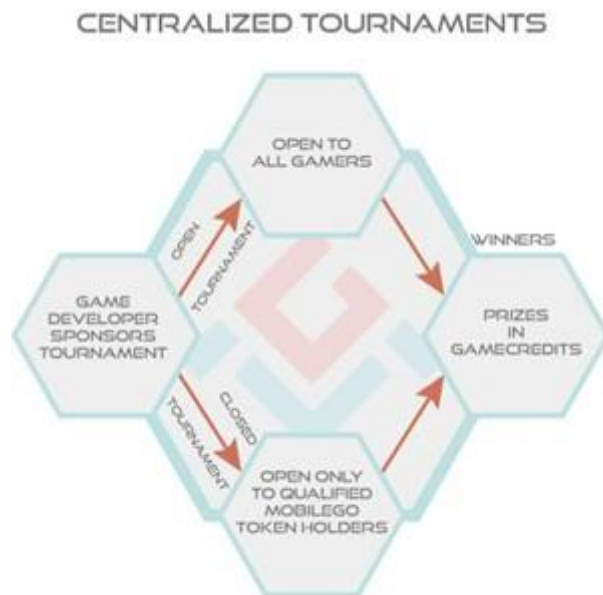 CENTRALIZED TOURNAMENTS
OPEN TO
ALL GAMERS
OPEN
TOURNAMENT
WINNERS
GAME
DEVELOPER
SPONSORS
TOURNAMENT
PRIZES
IN
GAMECREDITS
CLOSED
TOURNAMENT
OPEN ONLY
TO QUALIFIED
MOBILEGO
TOKEN HOLDERS